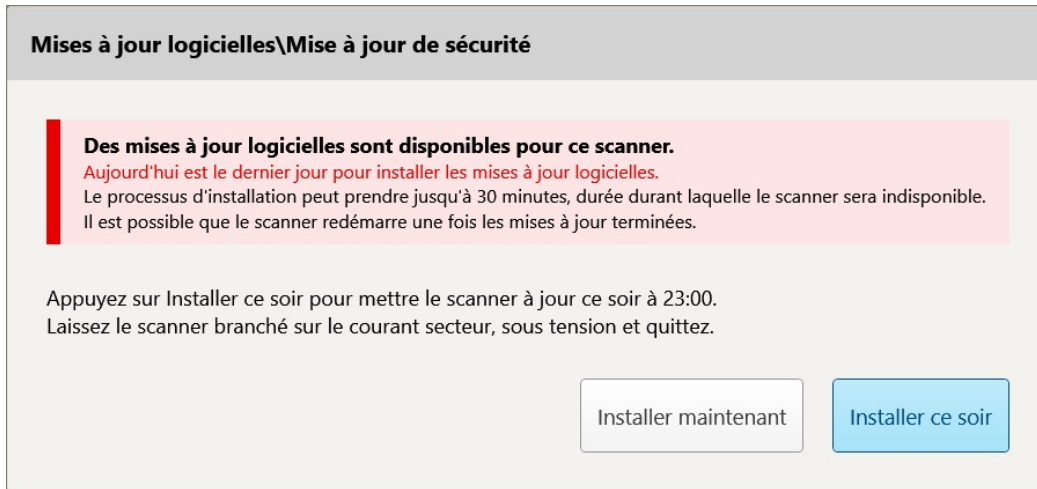 Mises à jour logicielles\Mise à jour de sécurité
Des mises à jour logicielles sont disponibles pour ce scanner.
Aujourd'hui est le dernier jour pour installer les mises à jour logicielles.
Le processus d'installation peut prendre jusqu'à 30 minutes, durée durant laquelle le scanner sera indisponible.
Il est possible que le scanner redémarre une fois les mises à jour terminées.
Appuyez sur Installer ce soir pour mettre le scanner à jour ce soir à 23:00.
Laissez le scanner branché sur le courant secteur, sous tension et quittez.
Installer maintenant
Installer ce soir